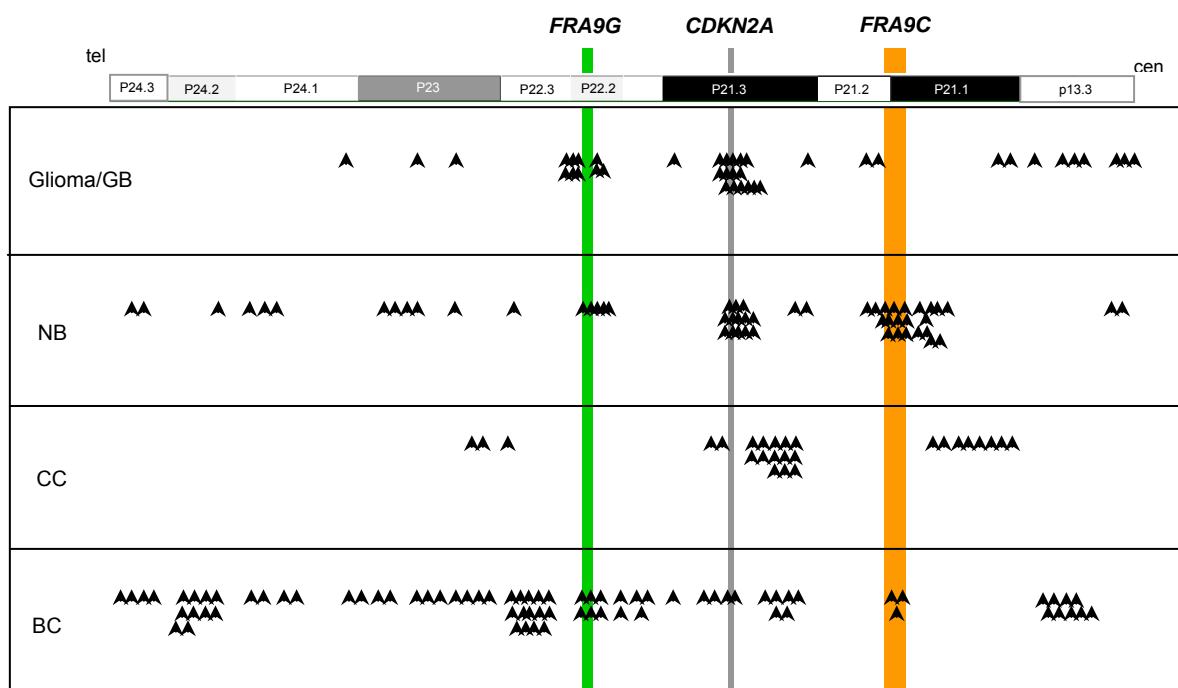 FRA9G CDKN2A FRA9C
tel cen
P24.3 P24.2 P24.1 P23 P22.3 P22.2 P21.3 P21.2 P21.1 p13.3
Glioma/GB
NB
CC
BC